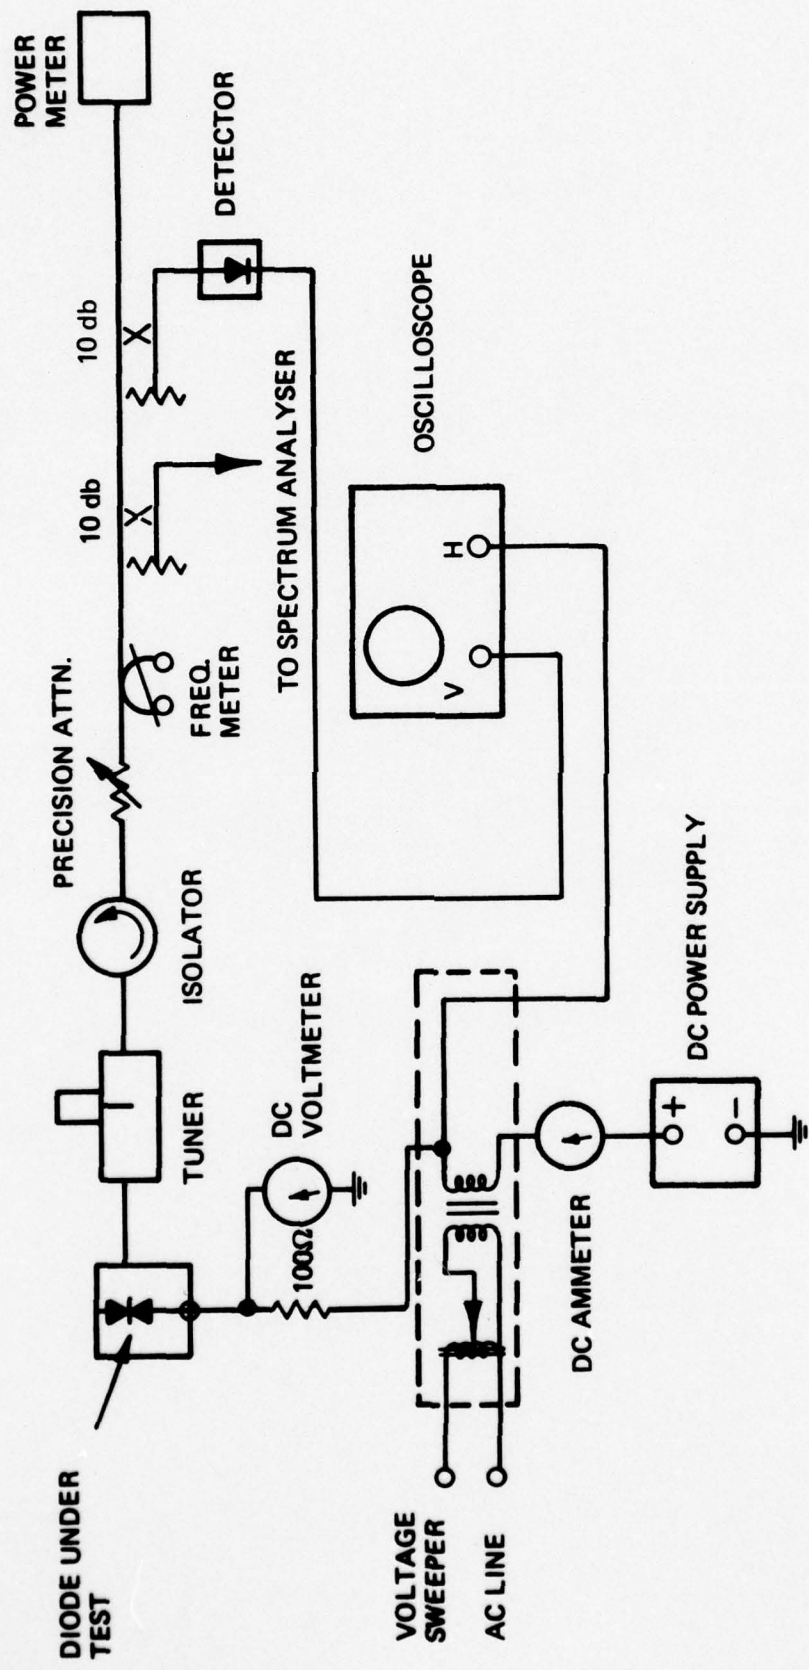 DIODE UNDER
TEST
TUNER
ISOLATOR
PRECISION ATTN.
FREQ.
METER
10 db
10 db
POWER
METER
DETECTOR
TO SPECTRUM ANALYSER
DC
VOLTMETER
100Ω
OSCILLOSCOPE
V
H
VOLTAGE
SWEEPER
AC LINE
DC AMMETER
DC POWER SUPPLY
+
−